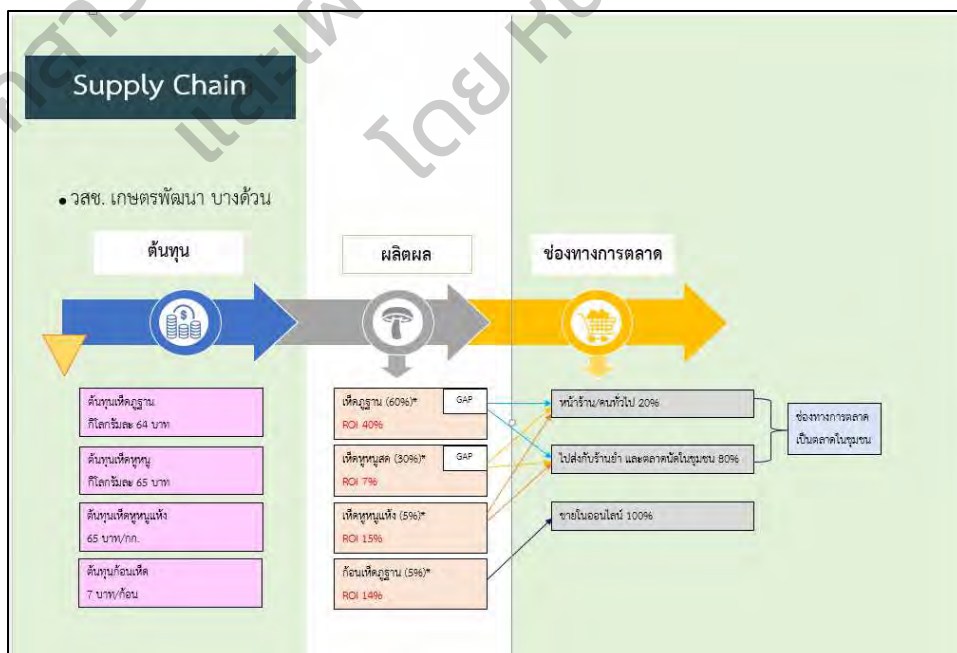 Supply Chain
• วสช. เกษตรพัฒนา บางด้วน
ต้นทุน
ผลิตผล
ช่องทางการตลาด
ต้นทุนเห็ดภูฐาน
กิโลกรัมละ 64 บาท
ต้นทุนเห็ดหูหนู
กิโลกรัมละ 65 บาท
ต้นทุนเห็ดหูหนูแห้ง
65 บาท/กก.
ต้นทุนก้อนเห็ด
7 บาท/ก้อน
เห็ดภูฐาน (60%)*
GAP
ROI 40%
เห็ดหูหนูสด (30%)*
GAP
ROI 7%
เห็ดหูหนูแห้ง (5%)*
ROI 15%
ก้อนเห็ดภูฐาน (5%)*
ROI 14%
หน้าร้าน/คนทั่วไป 20%
ไปส่งกับร้านยำ และตลาดนัดในชุมชน 80%
ขายในออนไลน์ 100%
ช่องทางการตลาด
เป็นตลาดในชุมชน
โดย